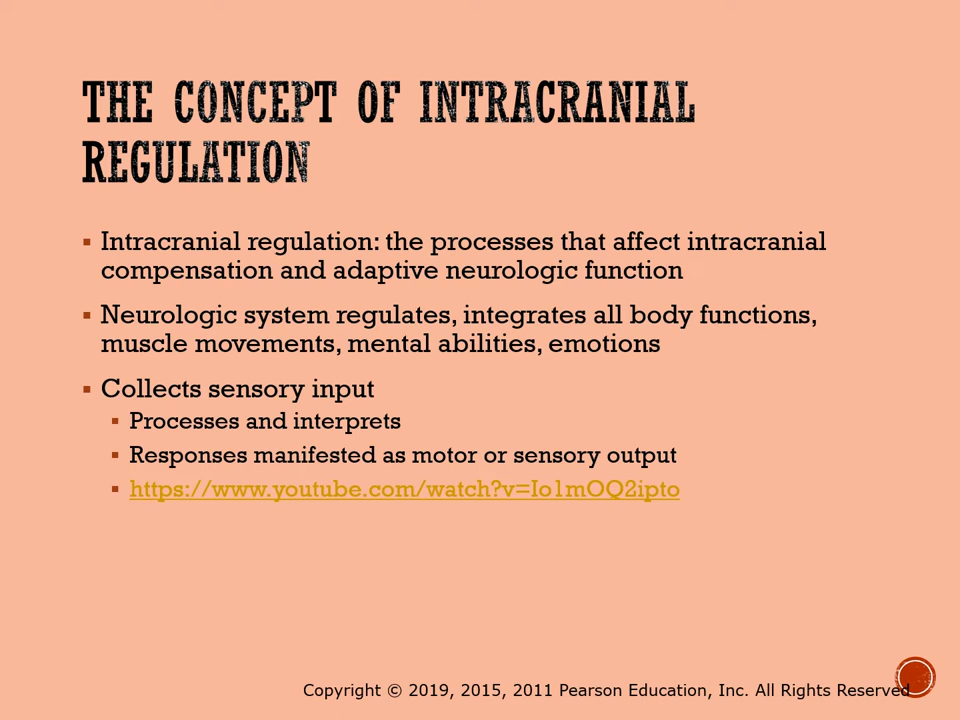 THE CONCEPT OF INTRACRANIAL
REGULATION
▪ Intracranial regulation: the processes that affect intracranial
compensation and adaptive neurologic function
▪ Neurologic system regulates, integrates all body functions,
muscle movements, mental abilities, emotions
▪ Collects sensory input
▪ Processes and interprets
▪ Responses manifested as motor or sensory output
▪ https://www.youtube.com/watch?v=Io1mOQ2ipto
Copyright © 2019, 2015, 2011 Pearson Education, Inc. All Rights Reserved